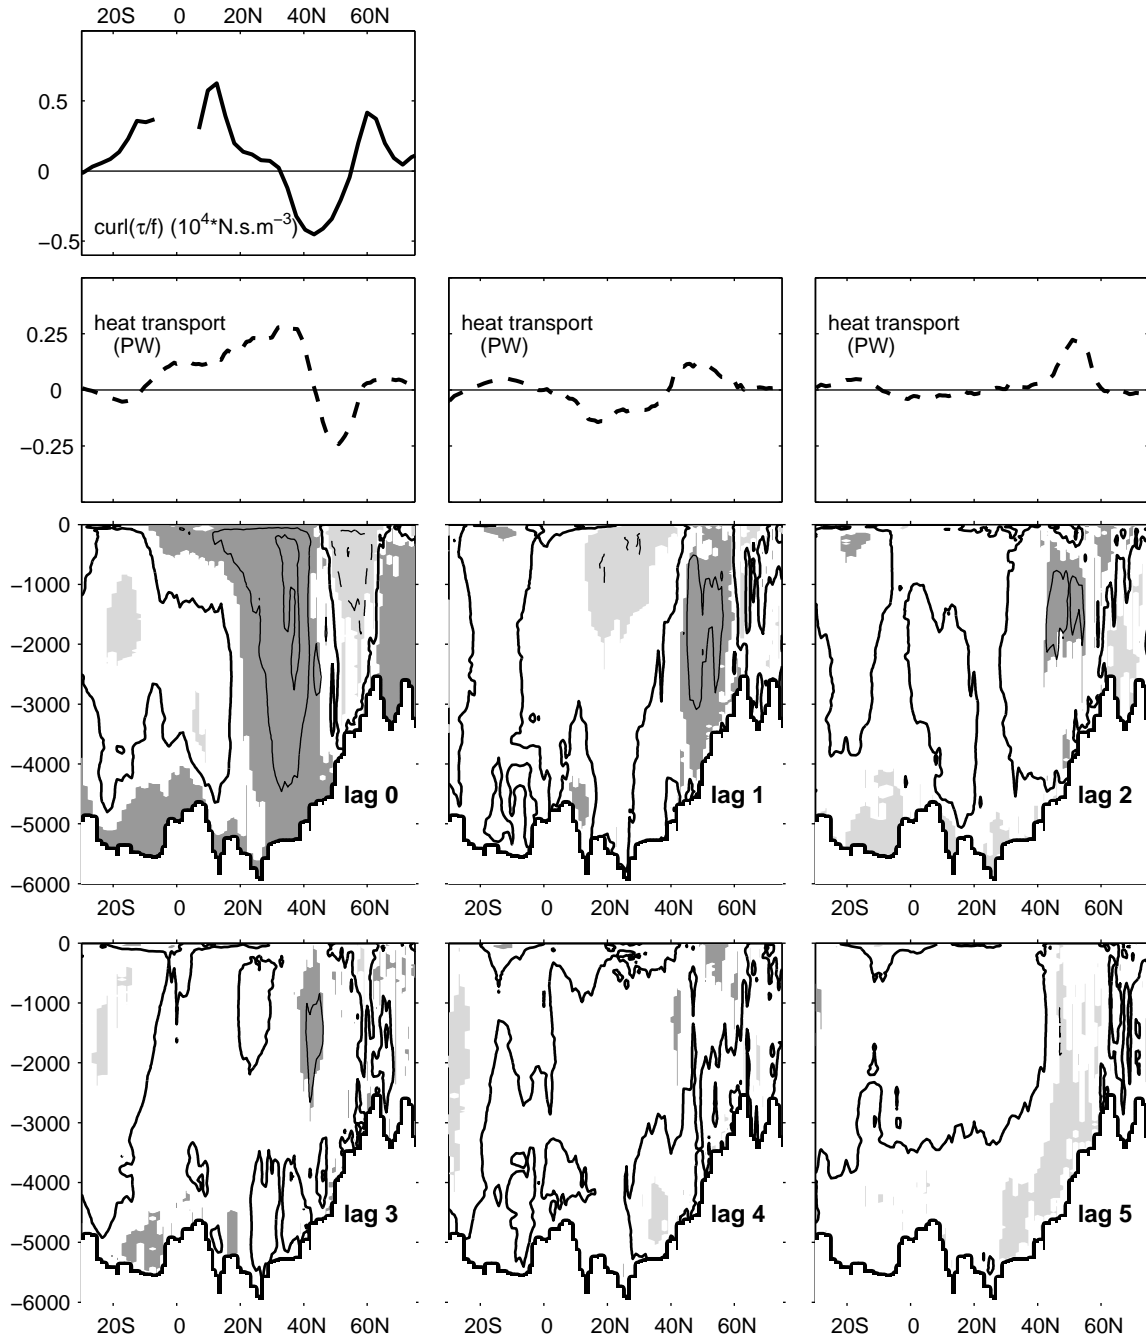 20S 0 20N 40N 60N
0.5
0
−0.5
curl(τ/f) (10⁴*N.s.m⁻³)
heat transport
(PW)
heat transport
(PW)
heat transport
(PW)
0.25
0
−0.25
0
−1000
−2000
−3000
−4000
−5000
−6000
lag 0
lag 1
lag 2
20S 0 20N 40N 60N
20S 0 20N 40N 60N
20S 0 20N 40N 60N
0
−1000
−2000
−3000
−4000
−5000
−6000
lag 3
lag 4
lag 5
20S 0 20N 40N 60N
20S 0 20N 40N 60N
20S 0 20N 40N 60N